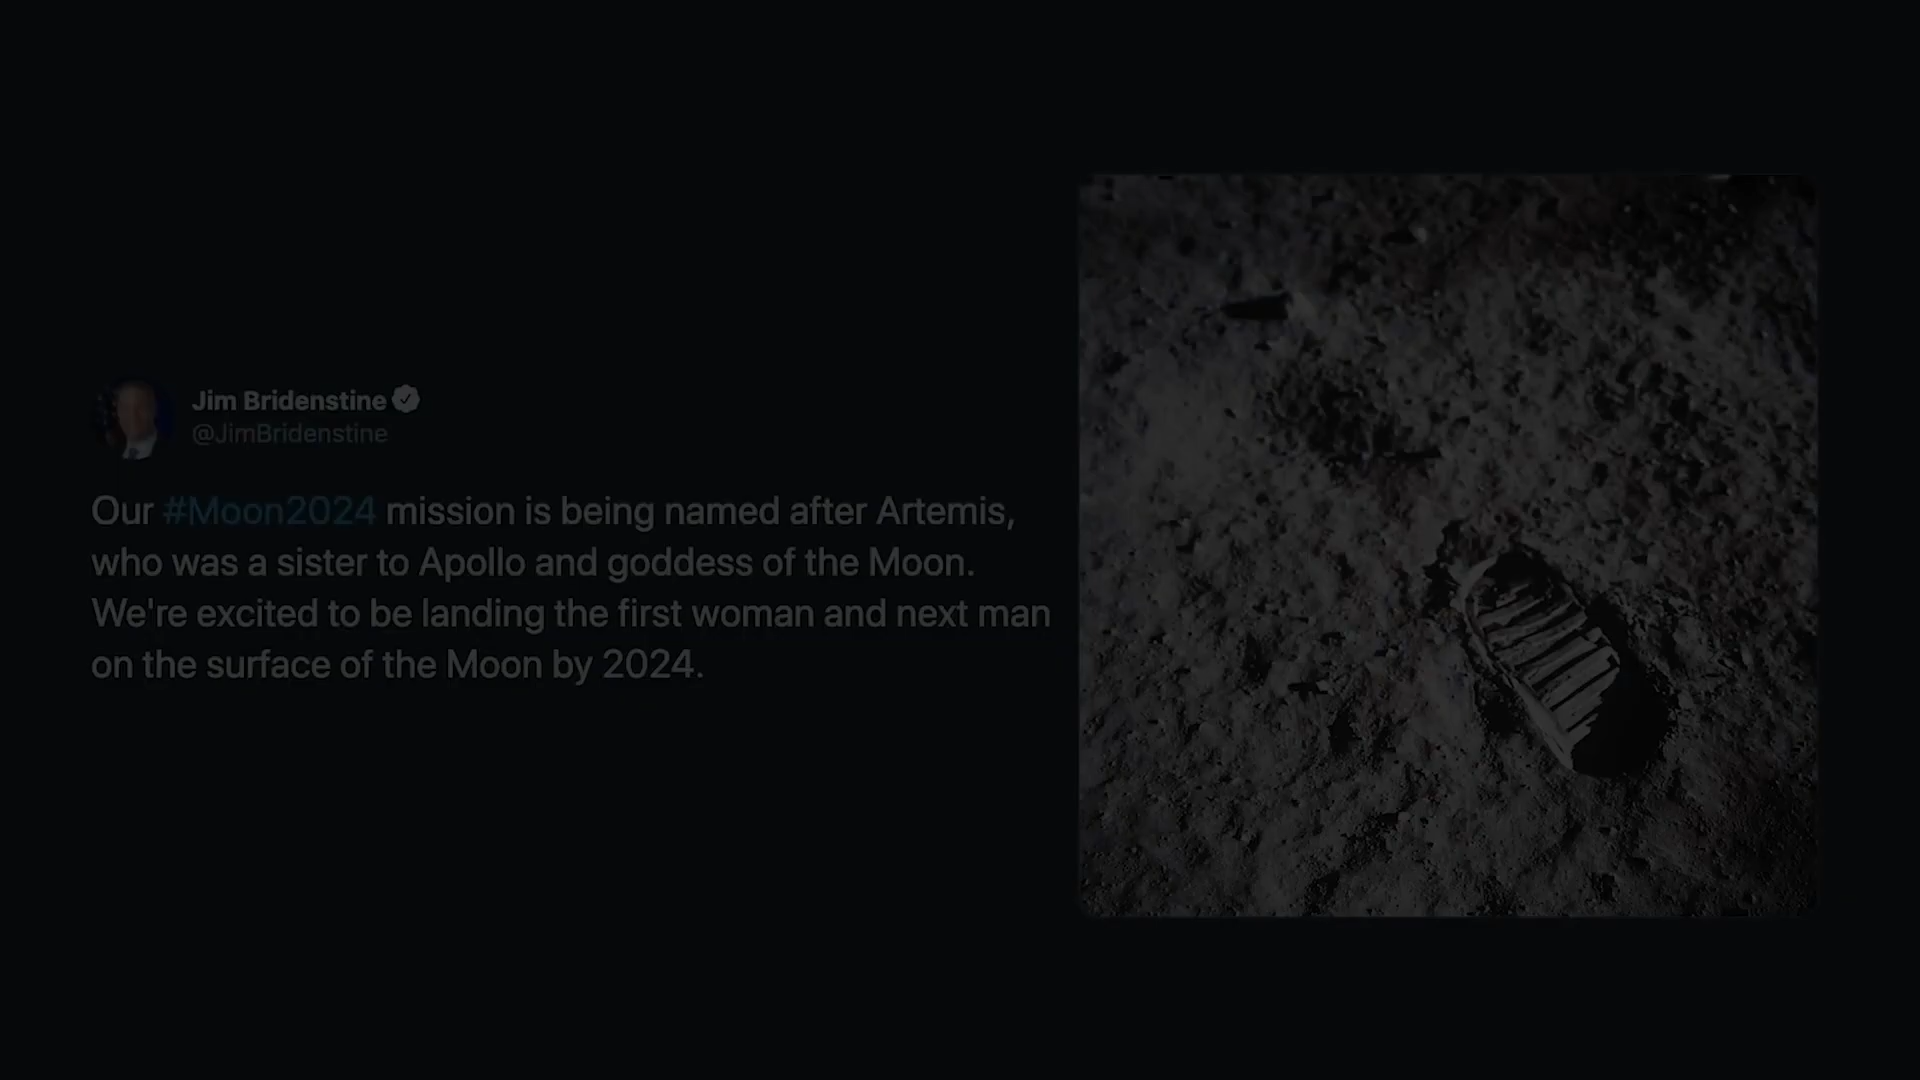 Jim Bridenstine
@JimBridenstine
Our #Moon2024 mission is being named after Artemis,
who was a sister to Apollo and goddess of the Moon.
We're excited to be landing the first woman and next man
on the surface of the Moon by 2024.